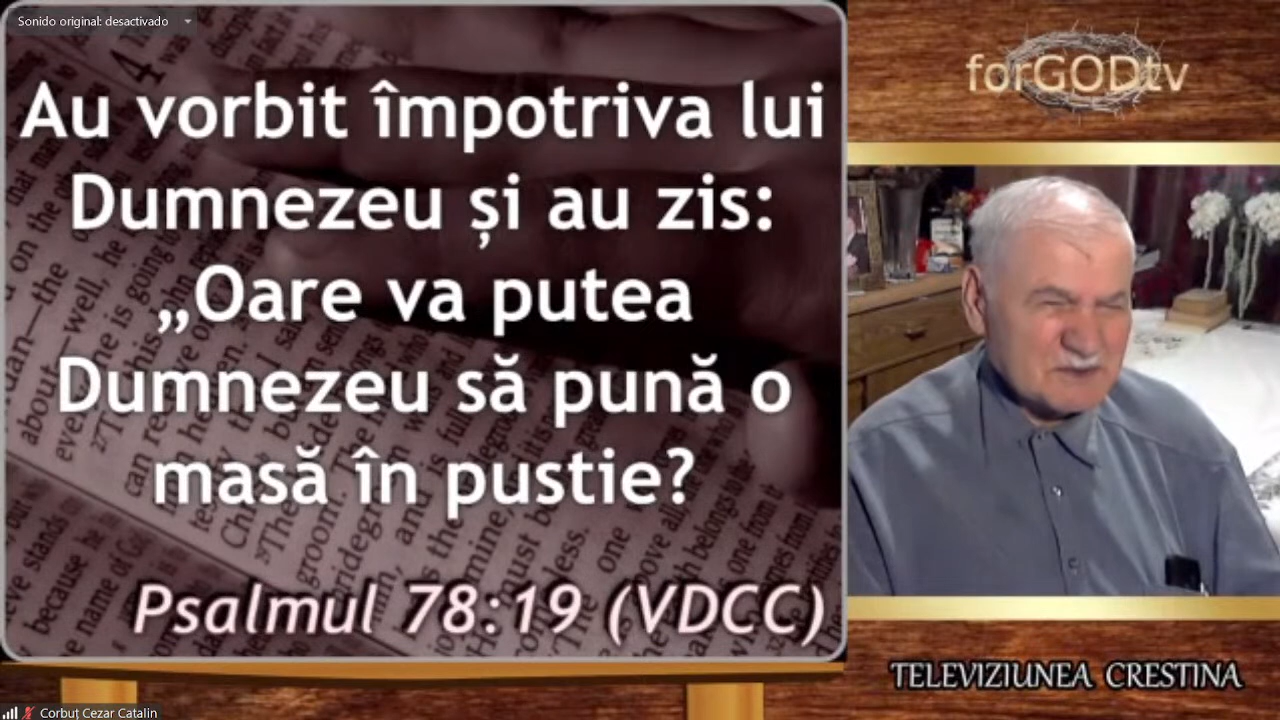 Sonido original: desactivado
Au vorbit împotriva lui
Dumnezeu și au zis:
„Oare va putea
Dumnezeu să pună o
masă în pustie?
Psalmul 78:19 (VDCC)
forGODtv
TELEVIZIUNEA CRESTINA
Corbuț Cezar Catalin